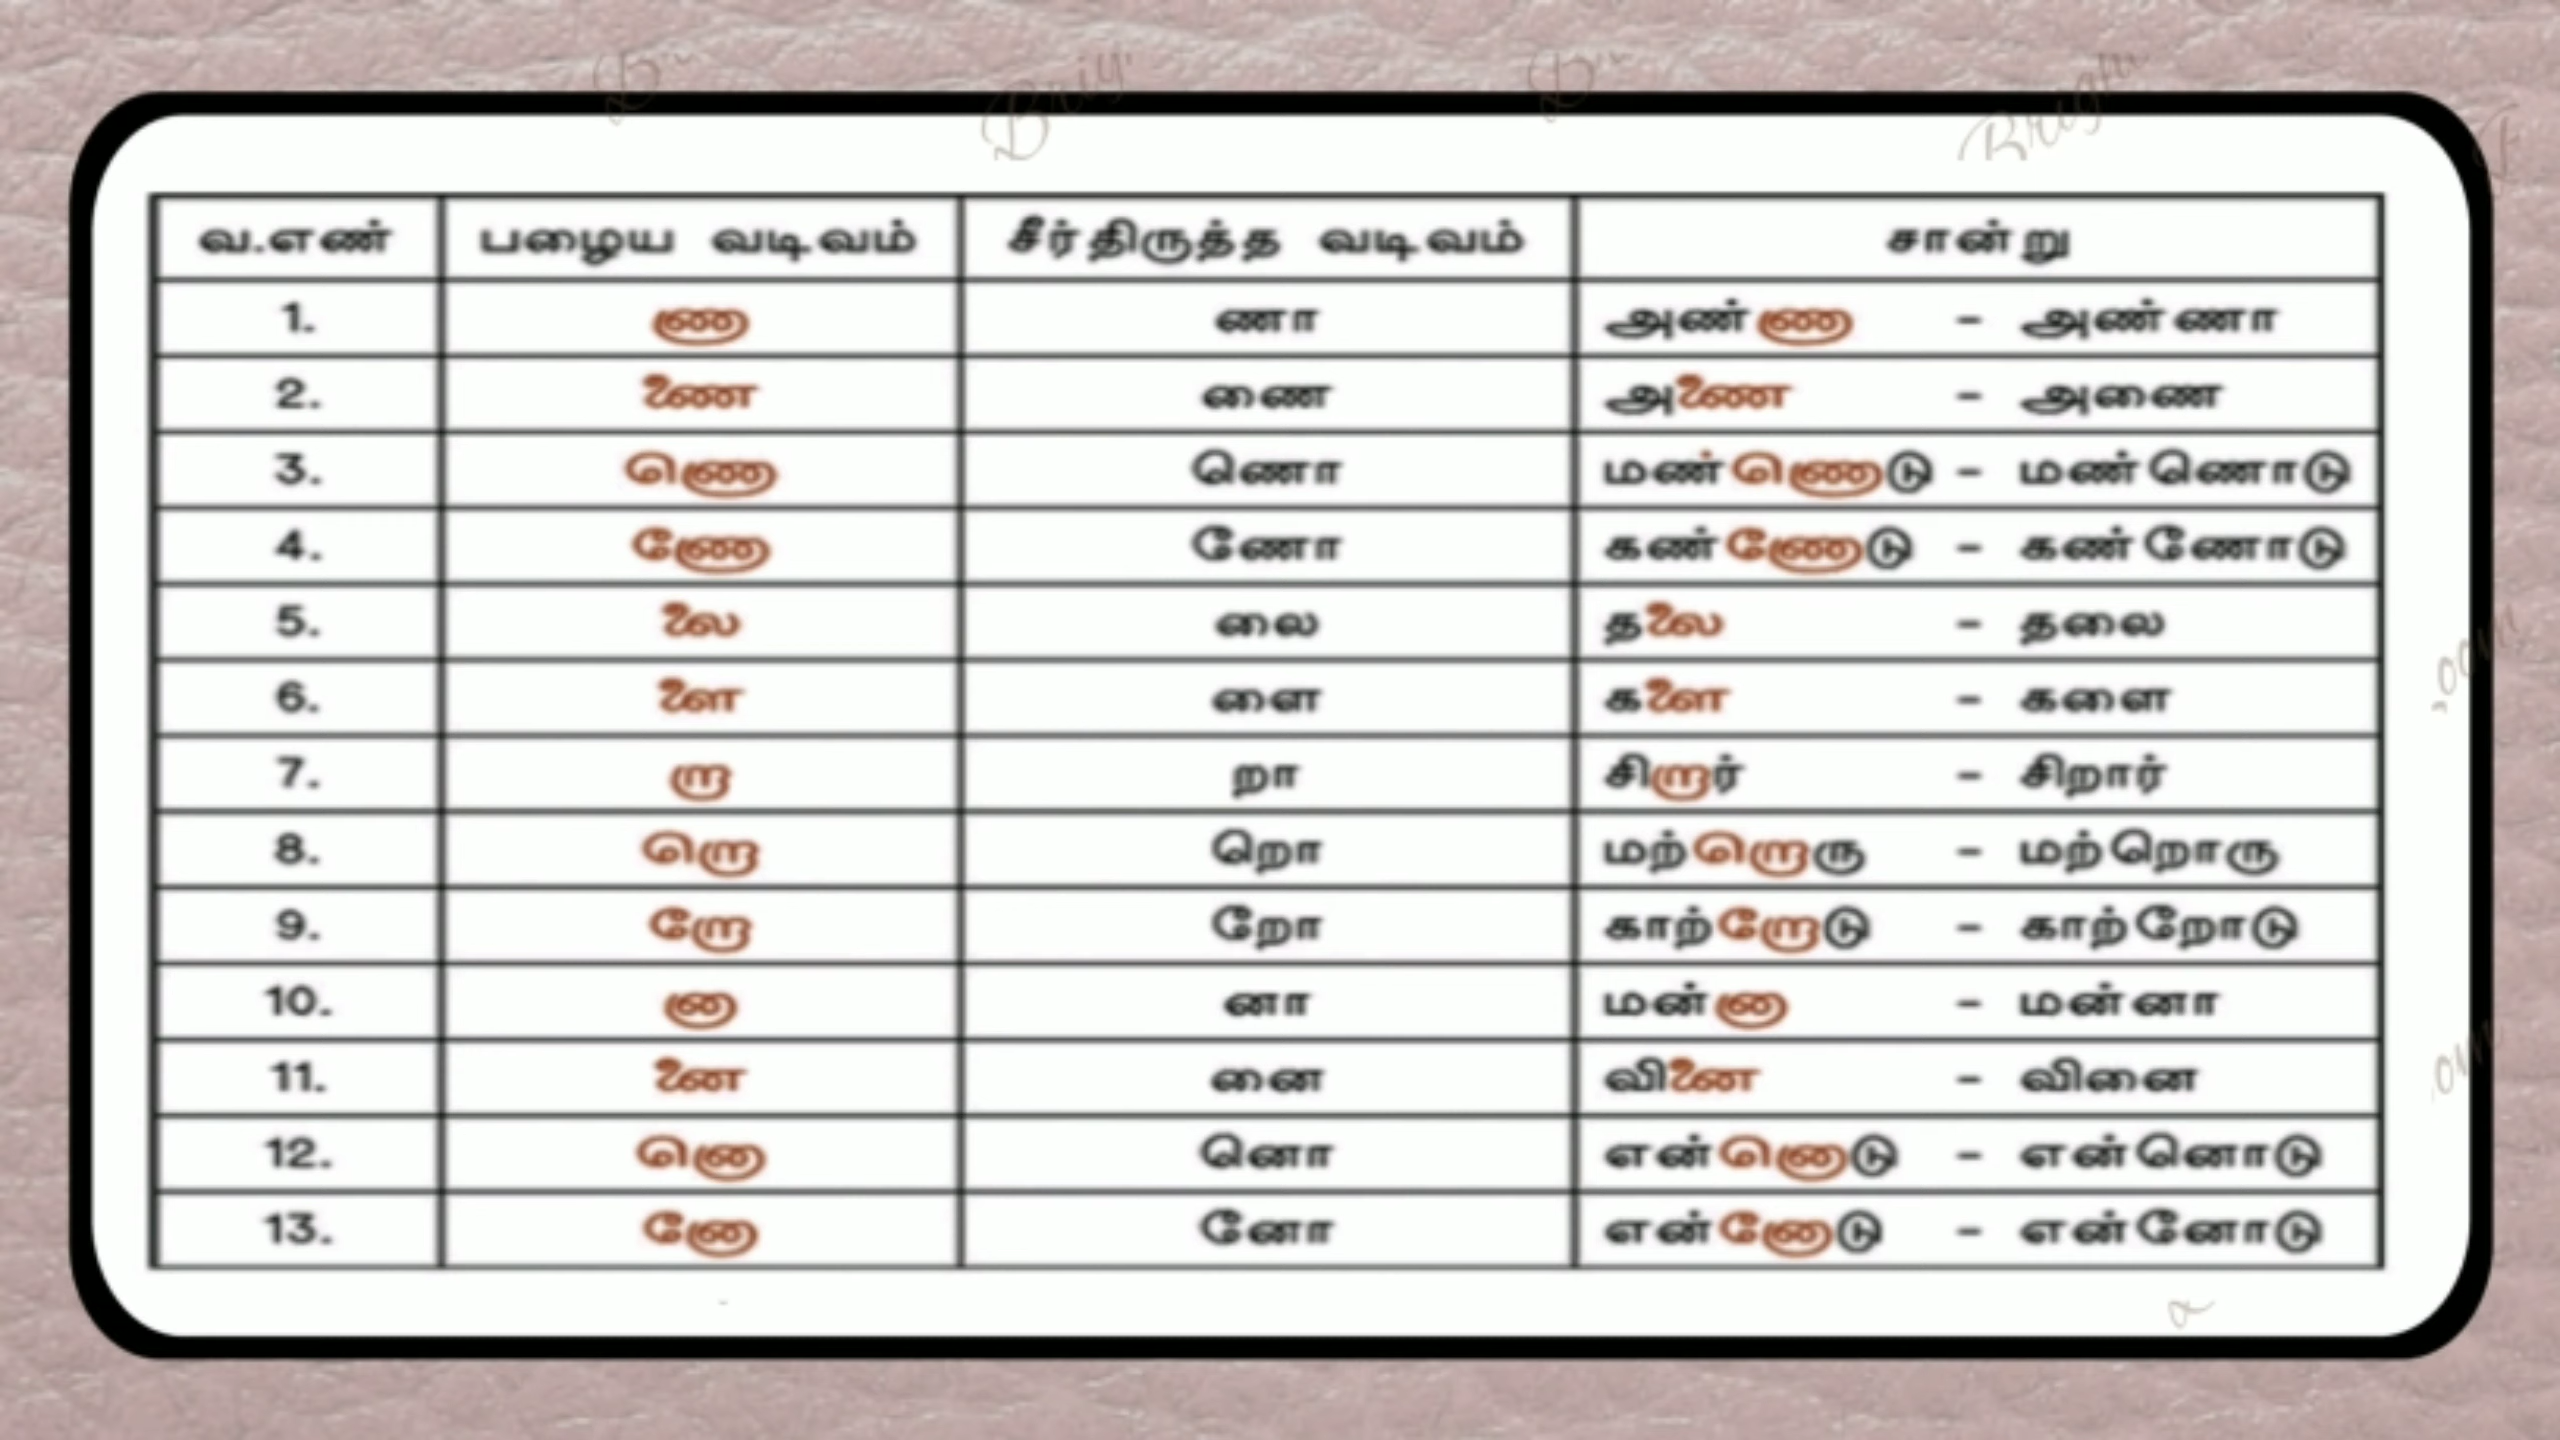 வ.எண் பழைய வடிவம் சீர்திருத்த வடிவம் சான்று
1. ணா ணா அண்ணா - அண்ணா
2. ணை ணை அணை - அணை
3. ணொ ணொ மண்ணொடு - மண்ணொடு
4. ணோ ணோ கண்ணோடு - கண்ணோடு
5. லை லை தலை - தலை
6. ளை ளை களை - களை
7. றா றா சிறார் - சிறார்
8. றொ றொ மற்றொரு - மற்றொரு
9. றோ றோ காற்றோடு - காற்றோடு
10. னா னா மன்னா - மன்னா
11. னை னை வினை - வினை
12. னொ னொ என்னொடு - என்னொடு
13. னோ னோ என்னோடு - என்னோடு